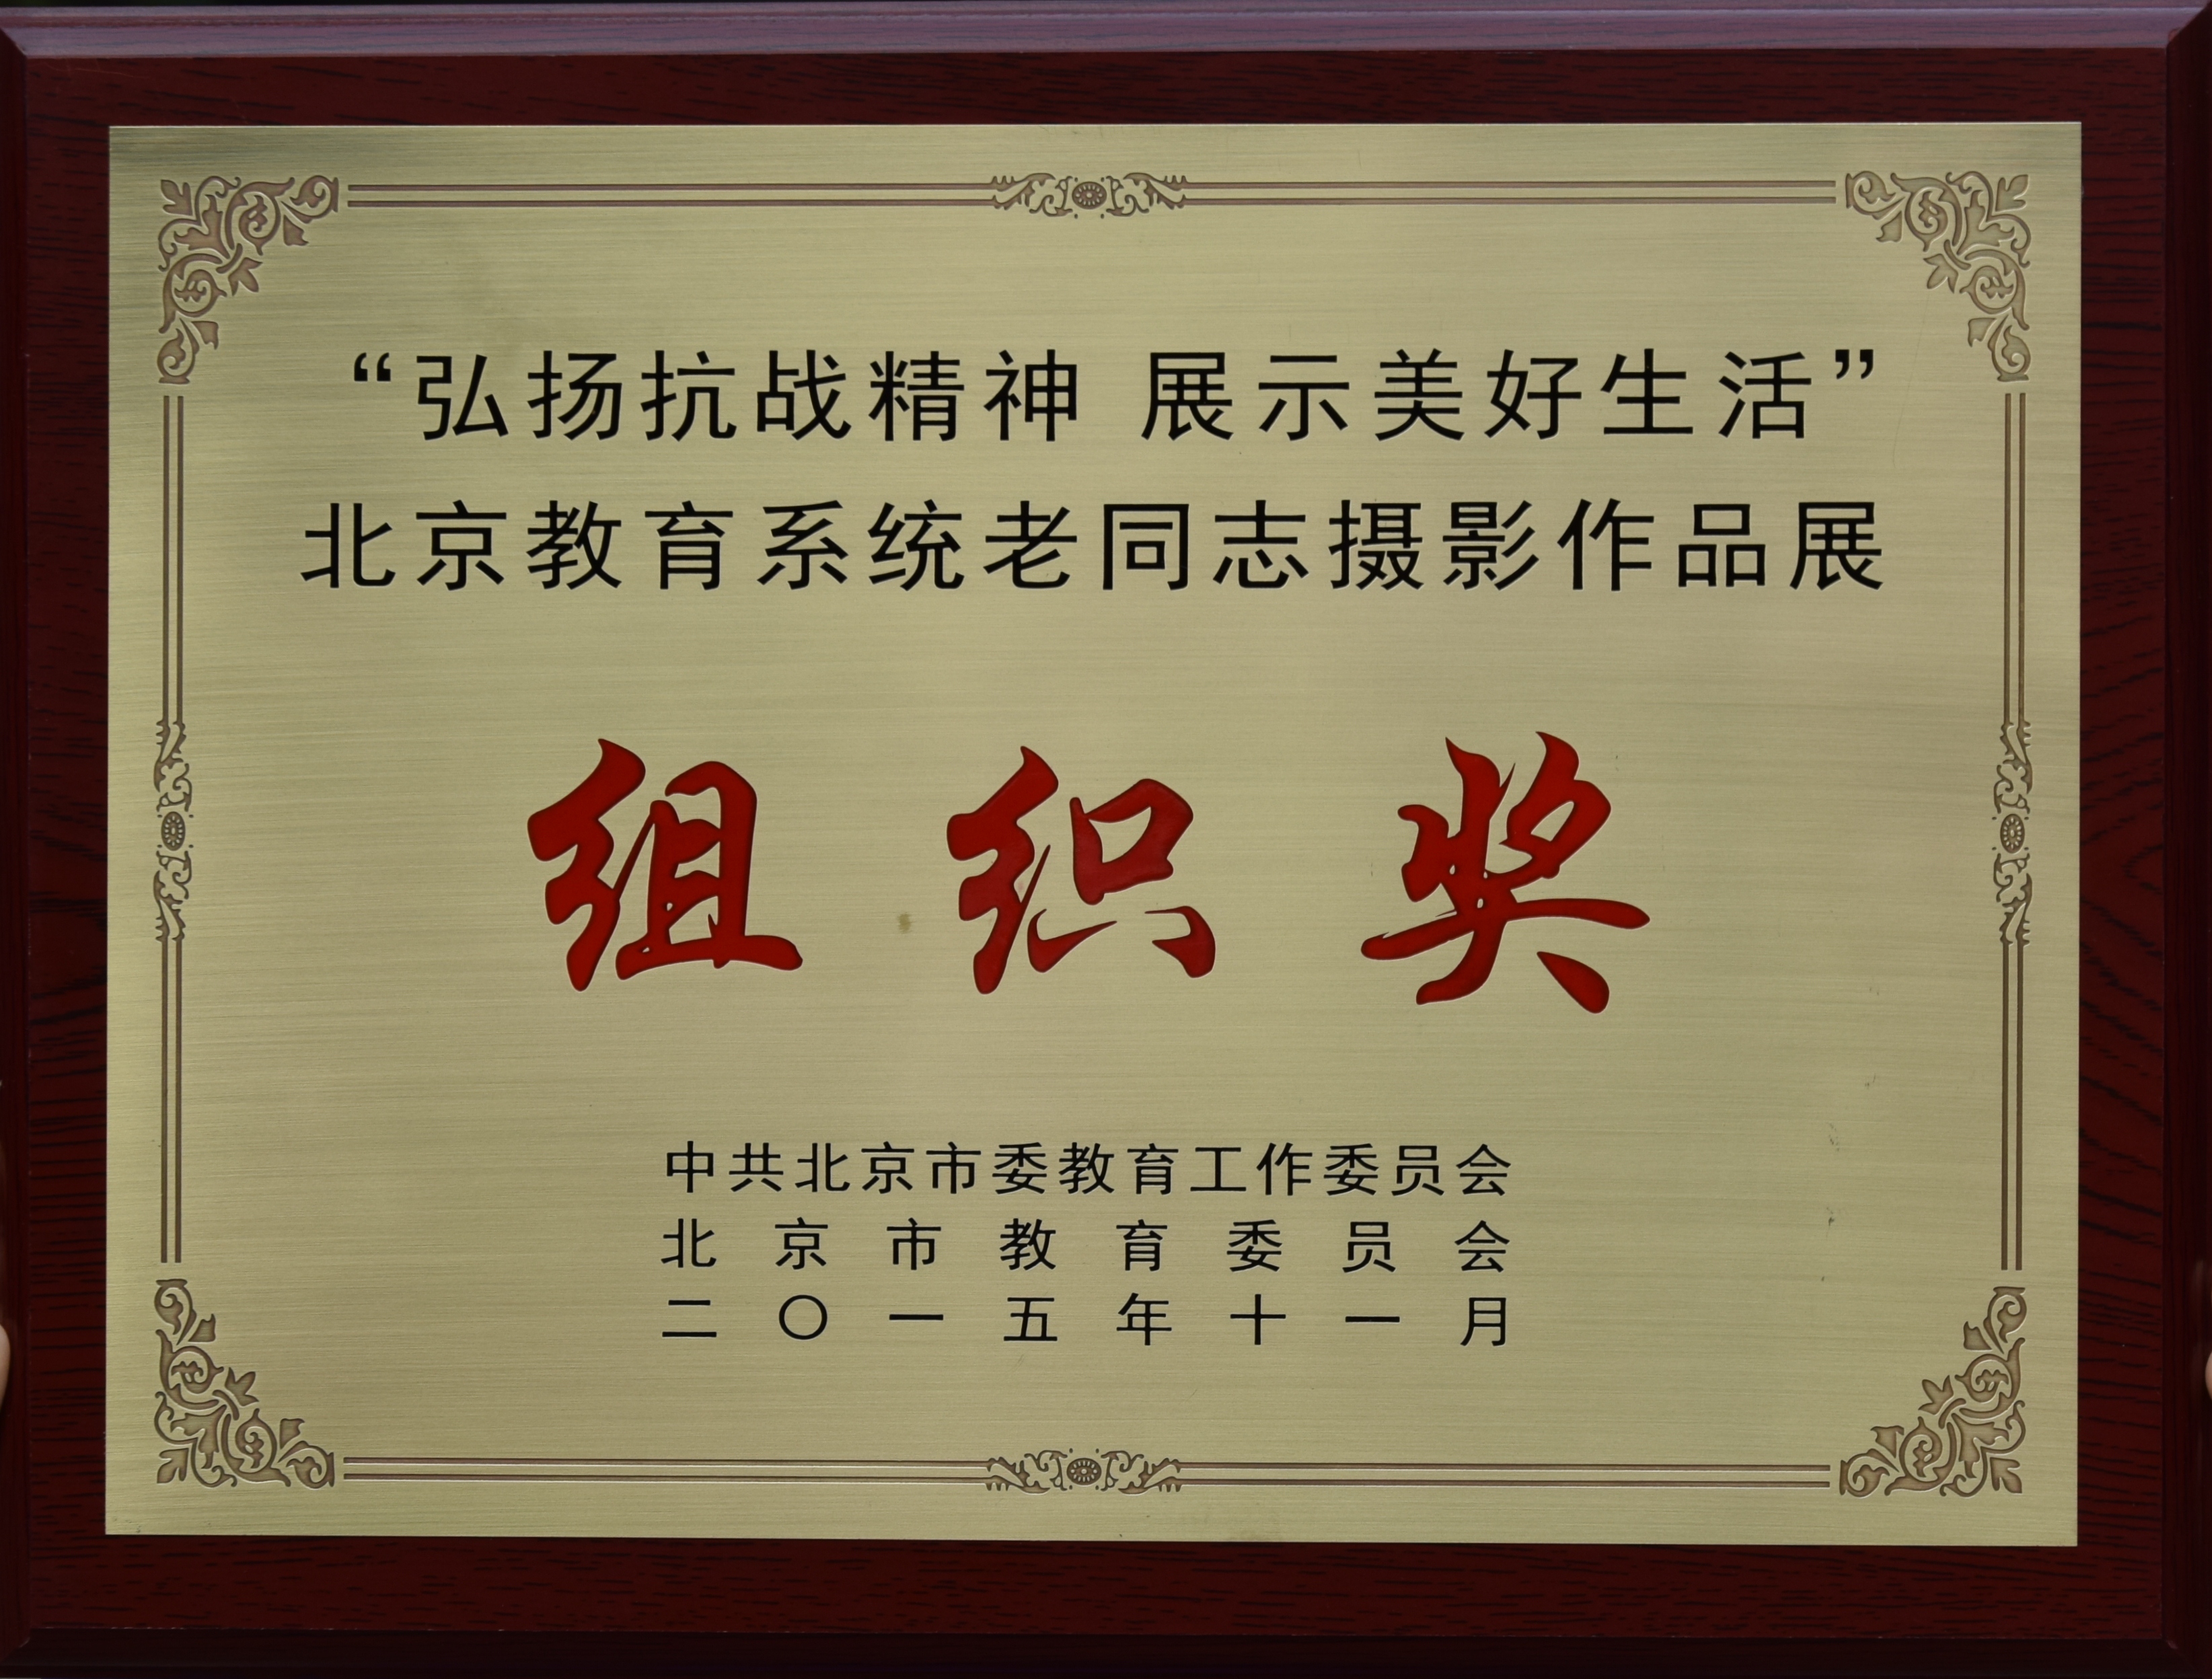 “弘扬抗战精神 展示美好生活”
北京教育系统老同志摄影作品展
组织奖
中共北京市委教育工作委员会
北京市教育委员会
二〇一五年十一月